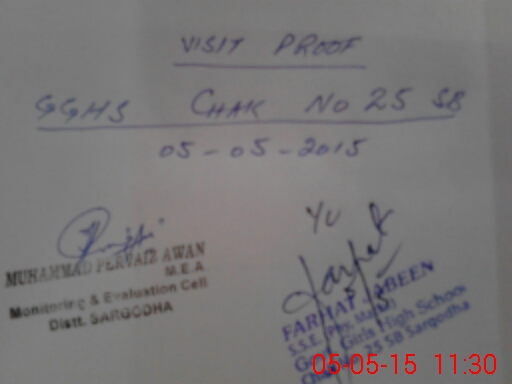 VISIT PROOF
GGHS CHAK NO 25 SB
05-05-2015
MUHAMMAD PERVAIZ AWAN
M.E.A.
Monitoring & Evaluation Cell
Distt. SARGODHA
FARHAT
S.S.E.
Govt Girls High School
25 SB Sargodha
05-05-15 11:30